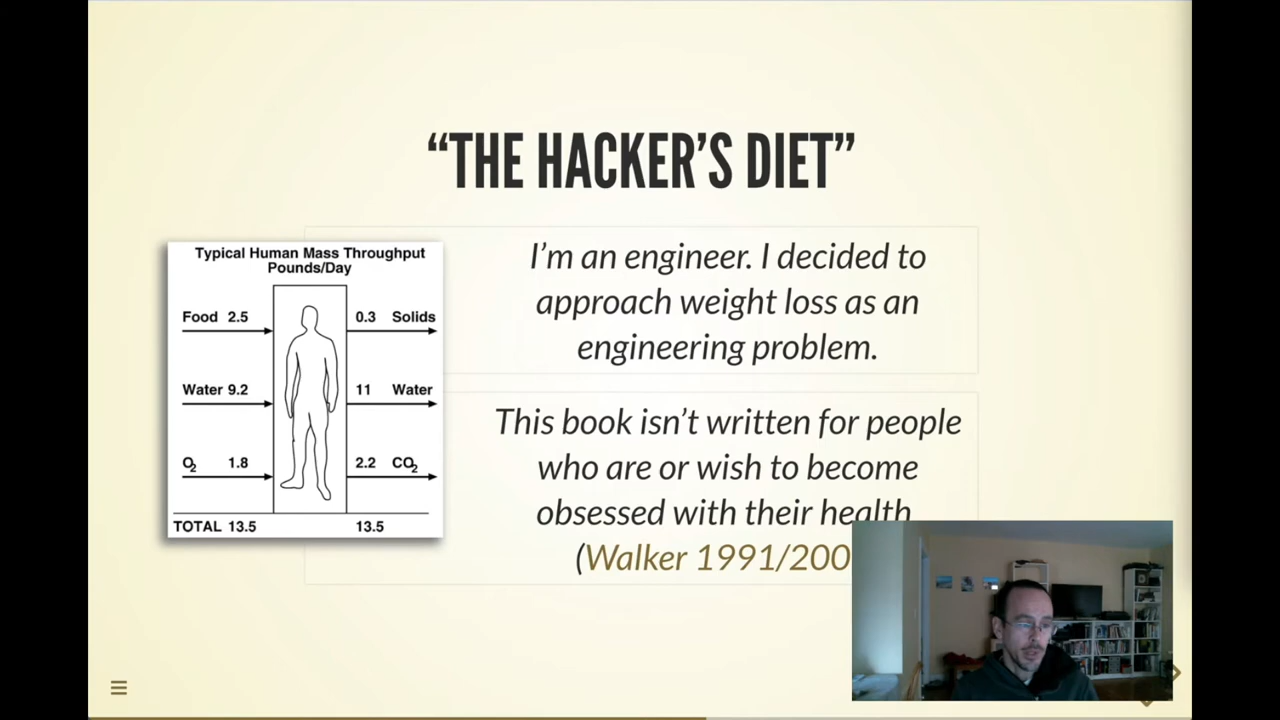 “THE HACKER’S DIET”
Typical Human Mass Throughput
Pounds/Day
Food 2.5
0.3 Solids
Water 9.2
11 Water
O2 1.8
2.2 CO2
TOTAL 13.5
13.5
I’m an engineer. I decided to
approach weight loss as an
engineering problem.
This book isn’t written for people
who are or wish to become
obsessed with their health
(Walker 1991/200